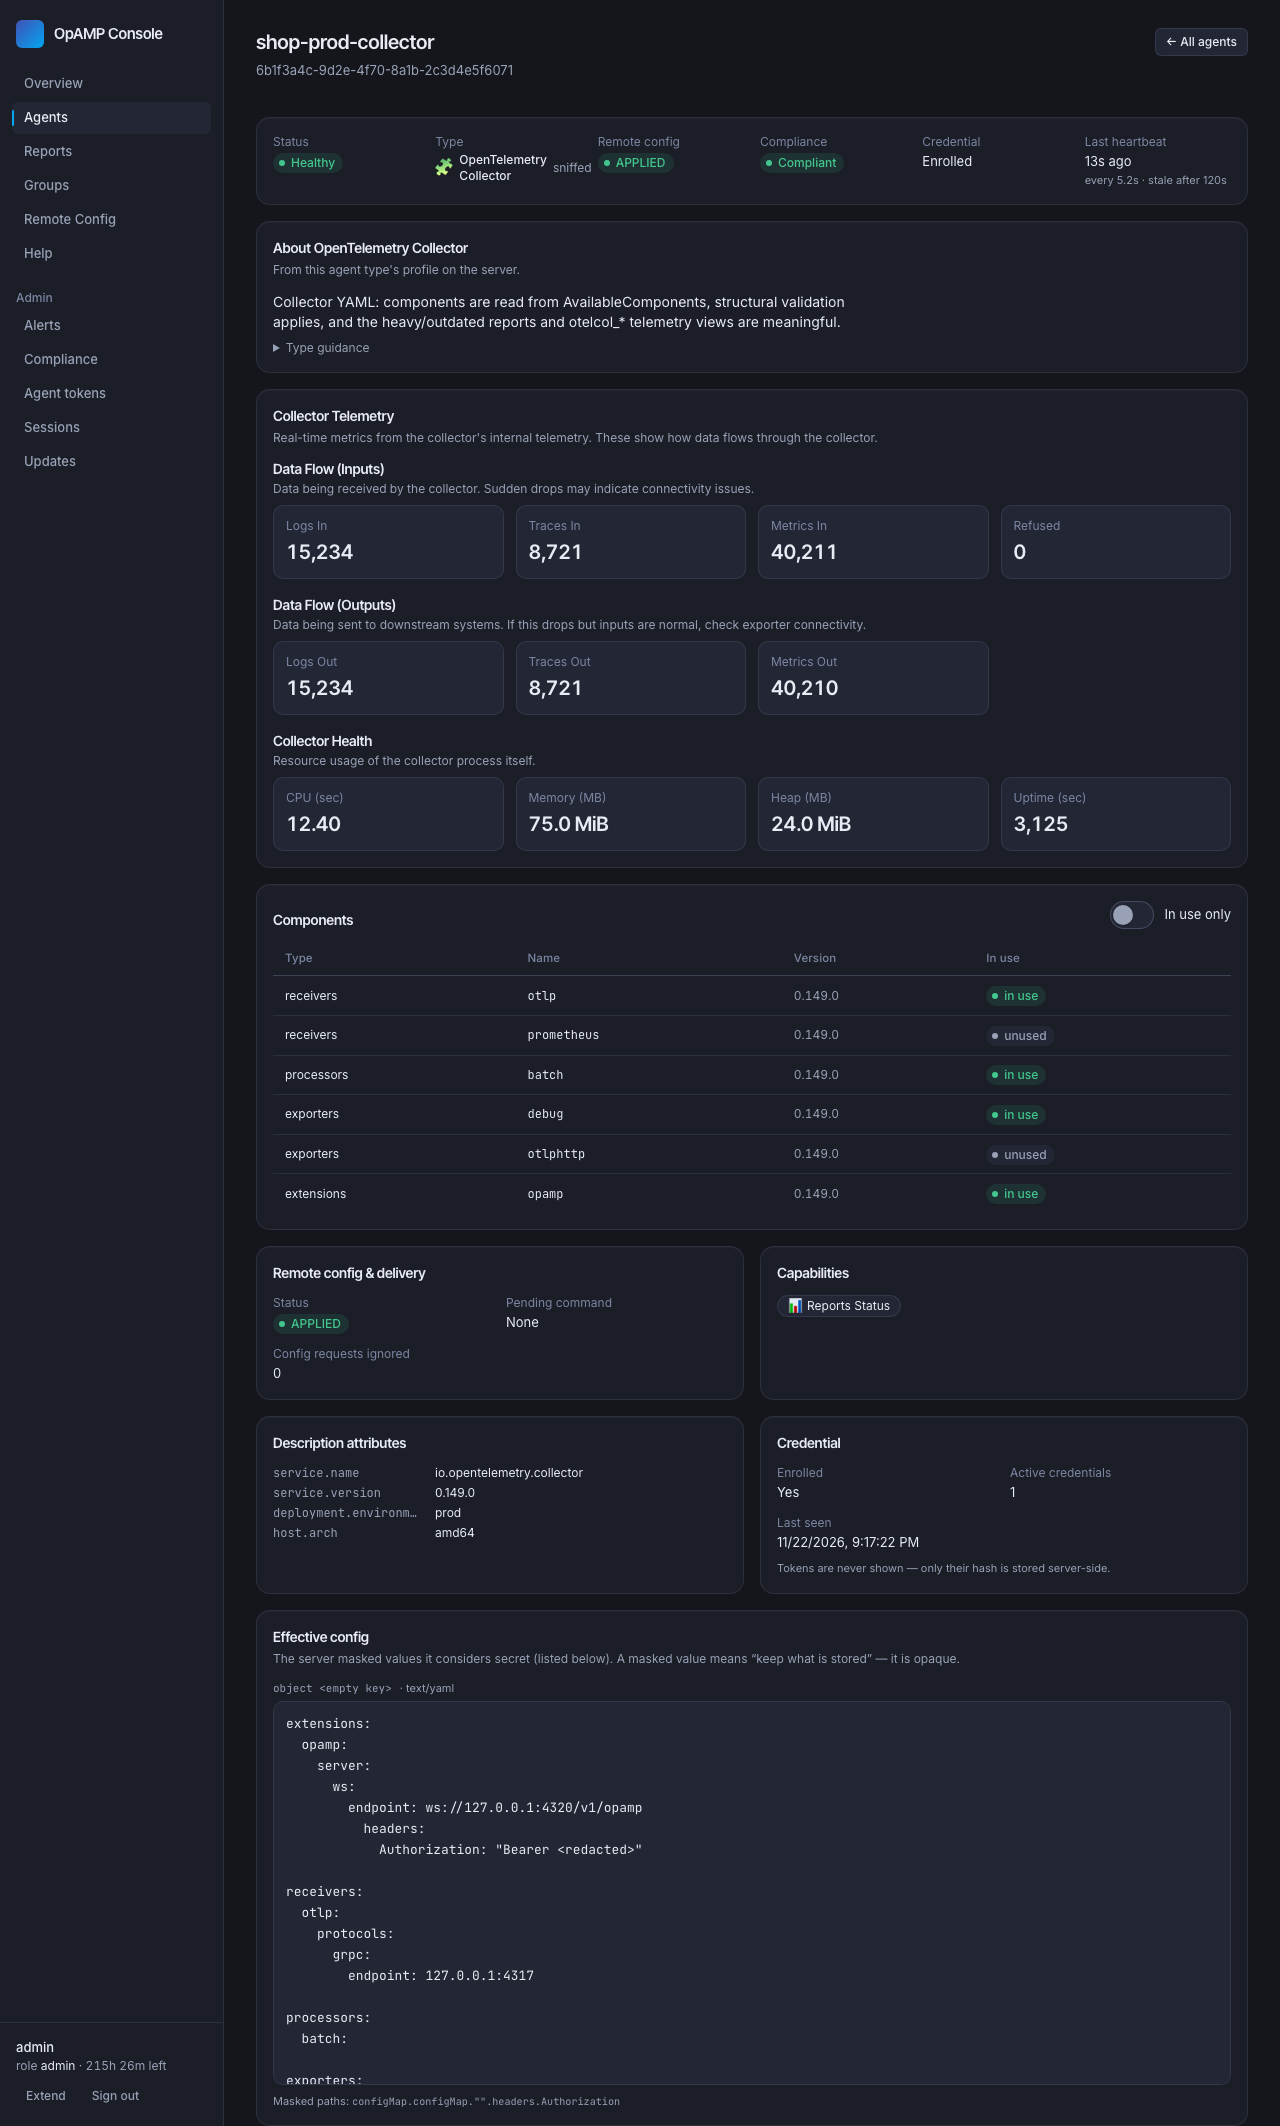 OpAMP Console
Overview
Agents
Reports
Groups
Remote Config
Help
Admin
Alerts
Compliance
Agent tokens
Sessions
Updates
admin
role admin · 215h 26m left
Extend Sign out
shop-prod-collector
← All agents
6b1f3a4c-9d2e-4f70-8a1b-2c3d4e5f6071
Status Type Remote config Compliance Credential Last heartbeat
Healthy OpenTelemetry Collector sniffed APPLIED Compliant Enrolled 13s ago
every 5.2s · stale after 120s
About OpenTelemetry Collector
From this agent type's profile on the server.
Collector YAML: components are read from AvailableComponents, structural validation
applies, and the heavy/outdated reports and otelcol_* telemetry views are meaningful.
Type guidance
Collector Telemetry
Real-time metrics from the collector's internal telemetry. These show how data flows through the collector.
Data Flow (Inputs)
Data being received by the collector. Sudden drops may indicate connectivity issues.
Logs In Traces In Metrics In Refused
15,234 8,721 40,211 0
Data Flow (Outputs)
Data being sent to downstream systems. If this drops but inputs are normal, check exporter connectivity.
Logs Out Traces Out Metrics Out
15,234 8,721 40,210
Collector Health
Resource usage of the collector process itself.
CPU (sec) Memory (MB) Heap (MB) Uptime (sec)
12.40 75.0 MiB 24.0 MiB 3,125
Components In use only
Type Name Version In use
receivers otlp 0.149.0 in use
receivers prometheus 0.149.0 unused
processors batch 0.149.0 in use
exporters debug 0.149.0 in use
exporters otlphttp 0.149.0 unused
extensions opamp 0.149.0 in use
Remote config & delivery
Status Pending command
APPLIED None
Config requests ignored
0
Capabilities
Reports Status
Description attributes
service.name io.opentelemetry.collector
service.version 0.149.0
deployment.environm… prod
host.arch amd64
Credential
Enrolled Active credentials
Yes 1
Last seen
11/22/2026, 9:17:22 PM
Tokens are never shown — only their hash is stored server-side.
Effective config
The server masked values it considers secret (listed below). A masked value means “keep what is stored” — it is opaque.
object <empty key> · text/yaml
extensions:
  opamp:
    server:
      ws:
        endpoint: ws://127.0.0.1:4320/v1/opamp
          headers:
            Authorization: "Bearer <redacted>"
receivers:
  otlp:
    protocols:
      grpc:
        endpoint: 127.0.0.1:4317
processors:
  batch:
exporters:
Masked paths: configMap.configMap."".headers.Authorization